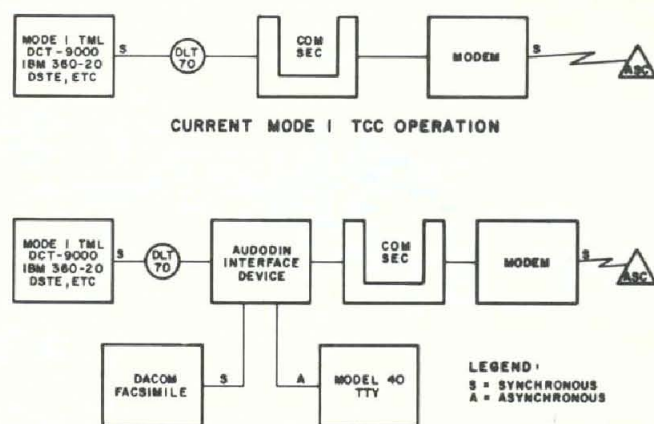 MODE I TML
DCT-9000
IBM 360-20
DSTE, ETC
S
DLT
70
COM
SEC
MODEM
S
ASC
CURRENT MODE I TCC OPERATION
MODE I TML
DCT-9000
IBM 360-20
DSTE, ETC
S
DLT
70
AUDODIN
INTERFACE
DEVICE
COM
SEC
MODEM
S
ASC
DACOM
FACSIMILE
S
A
MODEL 40
TTY
LEGEND:
S = SYNCHRONOUS
A = ASYNCHRONOUS